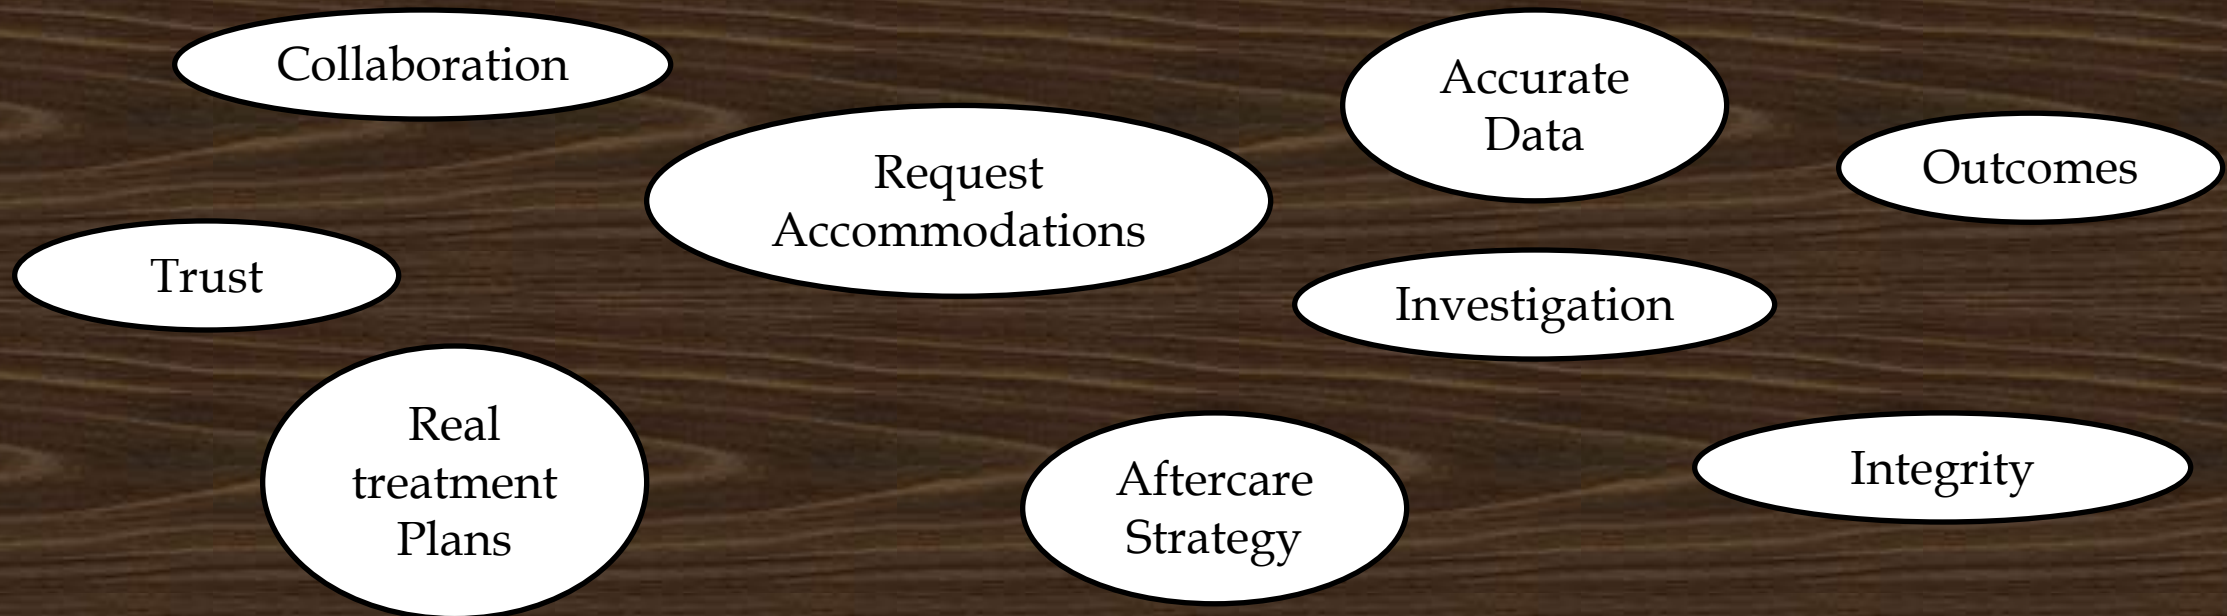 Collaboration
Accurate
Data
Outcomes
Request
Accommodations
Trust
Investigation
Real
treatment
Plans
Aftercare
Strategy
Integrity